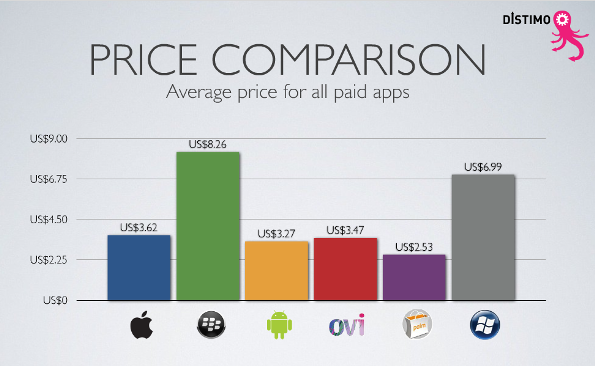 DISTIMO
PRICE COMPARISON
Average price for all paid apps
US$9.00
US$6.75
US$4.50
US$2.25
US$0
US$3.62
US$8.26
US$3.27
US$3.47
US$2.53
US$6.99
ovi
palm